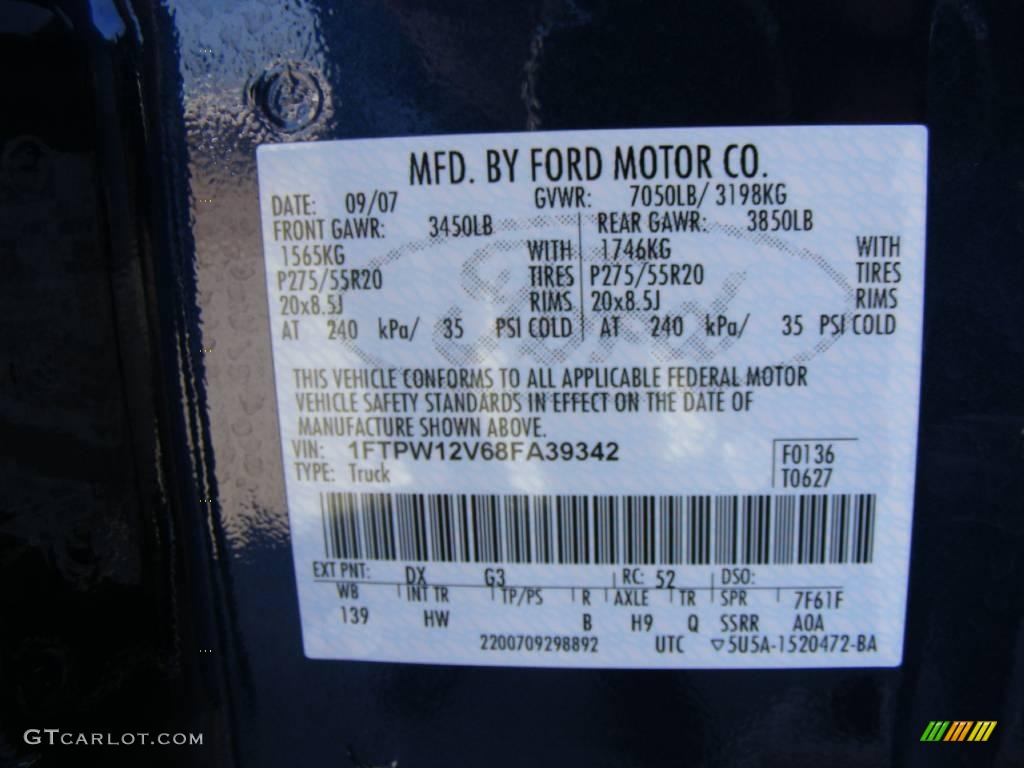 MFD. BY FORD MOTOR CO.
DATE: 09/07 GVWR: 7050LB/ 3198KG
FRONT GAWR: 3450LB REAR GAWR: 3850LB
1565KG WITH 1746KG WITH
P275/55R20 TIRES P275/55R20 TIRES
20x8.5J RIMS 20x8.5J RIMS
AT 240 kPa/ 35 PSI COLD AT 240 kPa/ 35 PSI COLD
Ford
THIS VEHICLE CONFORMS TO ALL APPLICABLE FEDERAL MOTOR
VEHICLE SAFETY STANDARDS IN EFFECT ON THE DATE OF
MANUFACTURE SHOWN ABOVE.
VIN: 1FTPW12V68FA39342 F0136
TYPE: Truck T0627
EXT PNT: DX G3 RC: 52 DSO:
WB INT TR TP/PS R AXLE TR SPR 7F61F
139 HW B H9 Q SSRR A0A
2200709298892 UTC ▽5U5A-1520472-BA
GTCARLOT.COM